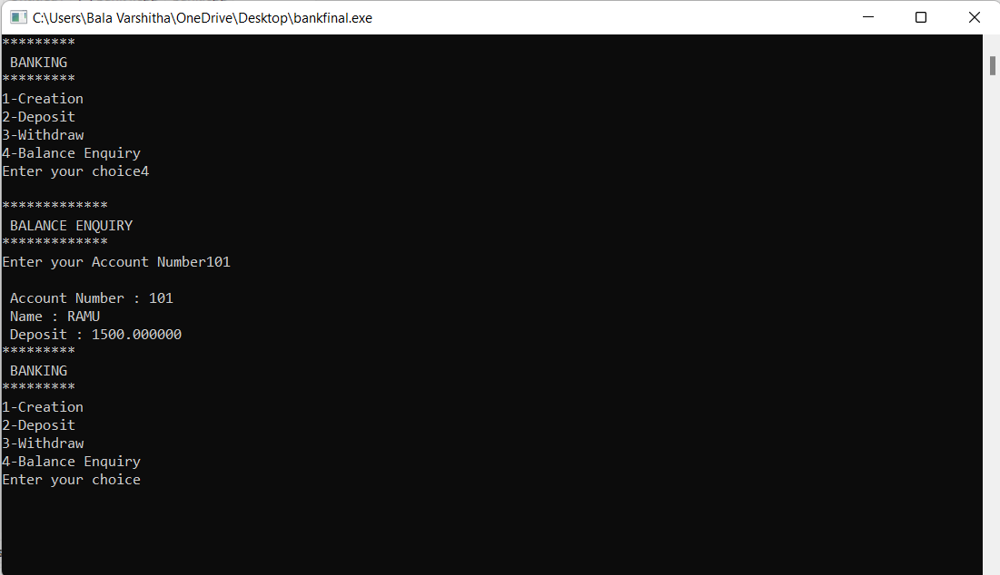 C:\Users\Bala Varshitha\OneDrive\Desktop\bankfinal.exe
*********
BANKING
*********
1-Creation
2-Deposit
3-Withdraw
4-Balance Enquiry
Enter your choice4
*************
BALANCE ENQUIRY
*************
Enter your Account Number101
Account Number : 101
Name : RAMU
Deposit : 1500.000000
*********
BANKING
*********
1-Creation
2-Deposit
3-Withdraw
4-Balance Enquiry
Enter your choice